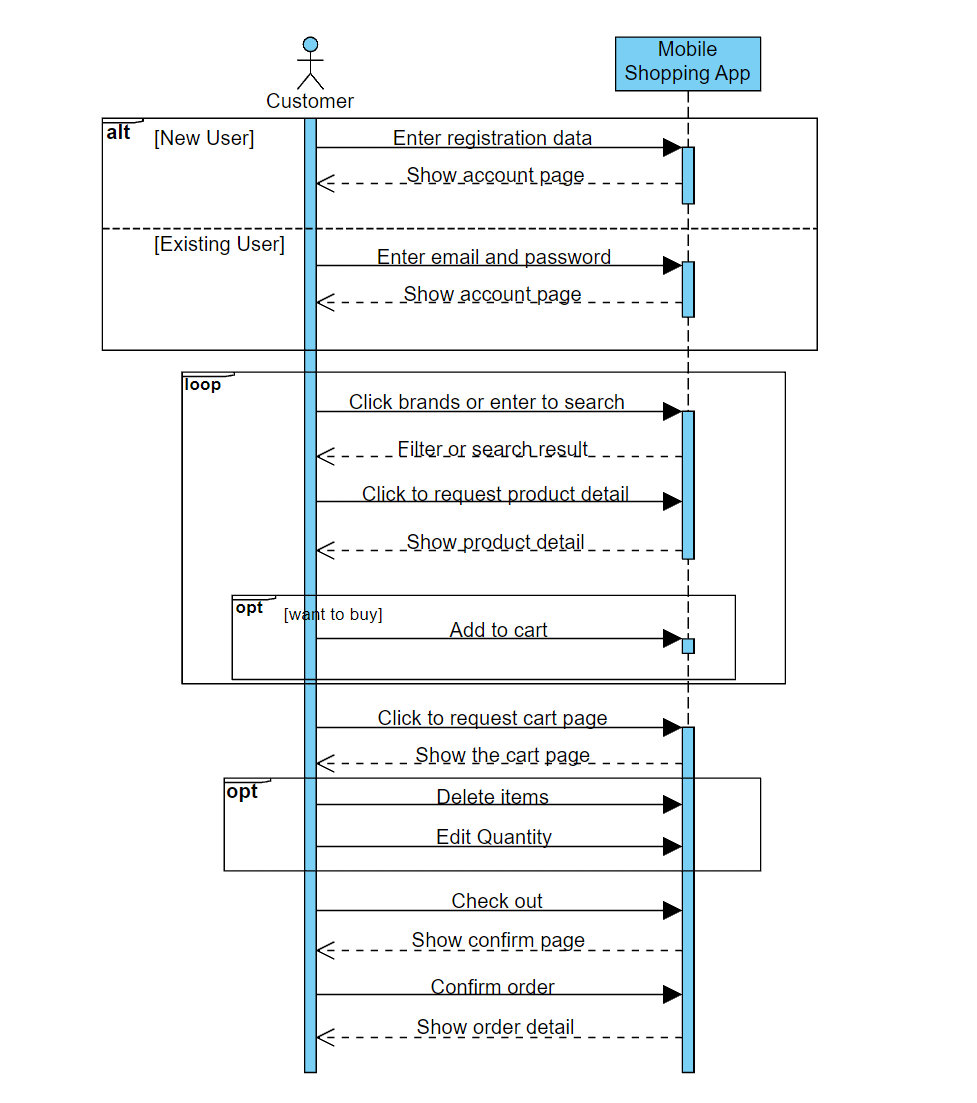 Mobile
Shopping App
Customer
alt
[New User]
Enter registration data
Show account page
[Existing User]
Enter email and password
Show account page
loop
Click brands or enter to search
Filter or search result
Click to request product detail
Show product detail
opt
[want to buy]
Add to cart
Click to request cart page
Show the cart page
opt
Delete items
Edit Quantity
Check out
Show confirm page
Confirm order
Show order detail